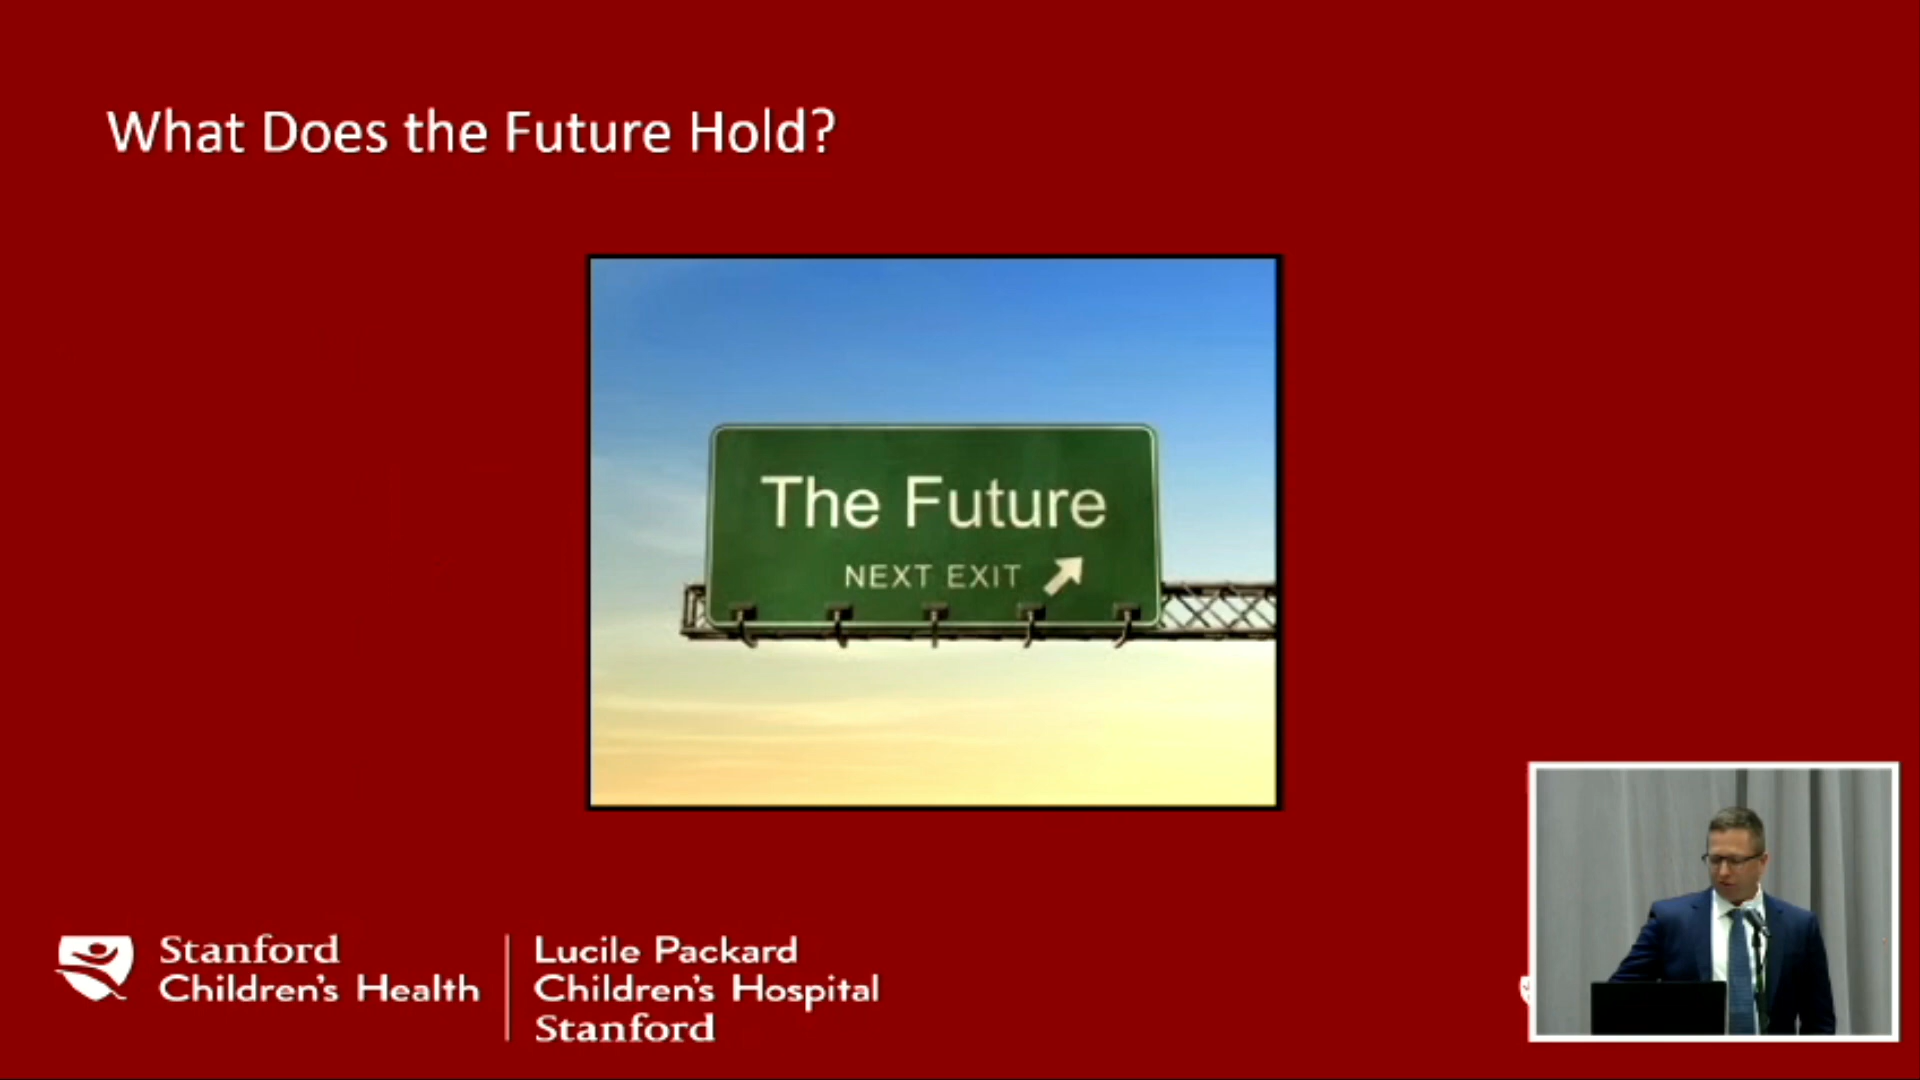 What Does the Future Hold?
The Future
NEXT EXIT
Stanford
Children's Health
Lucile Packard
Children's Hospital
Stanford